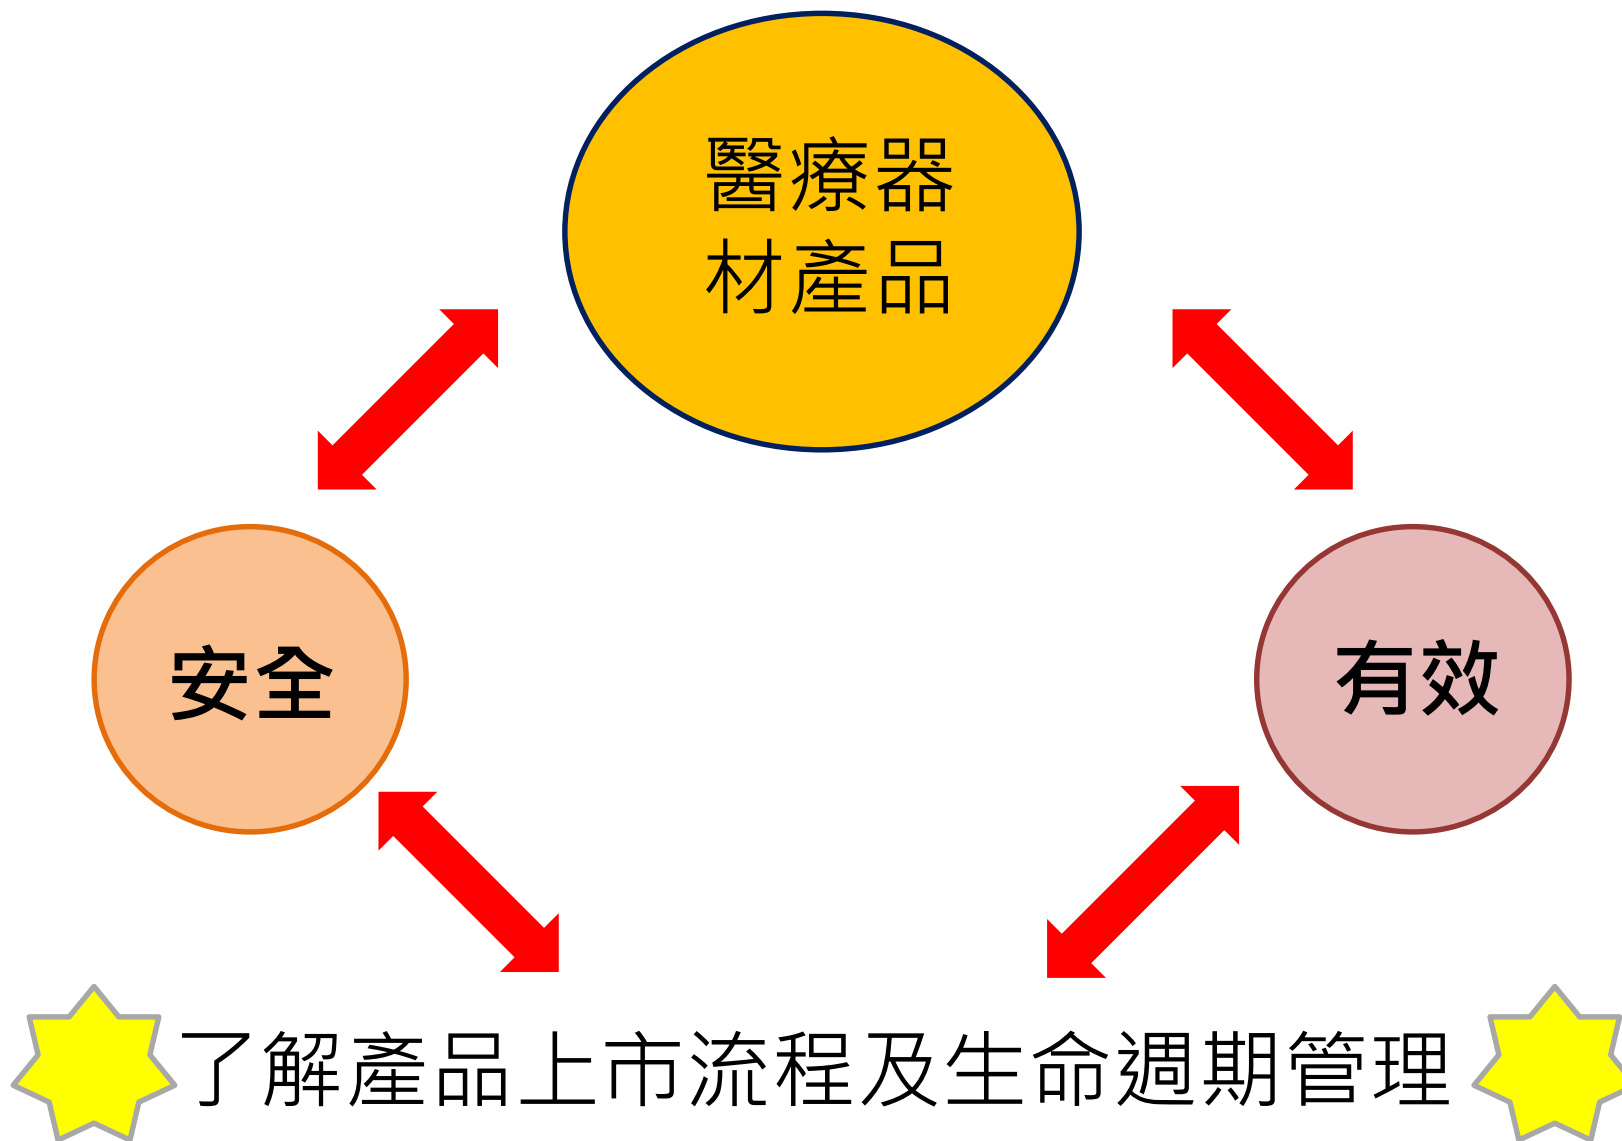 醫療器
材產品
安全
有效
了解產品上市流程及生命週期管理